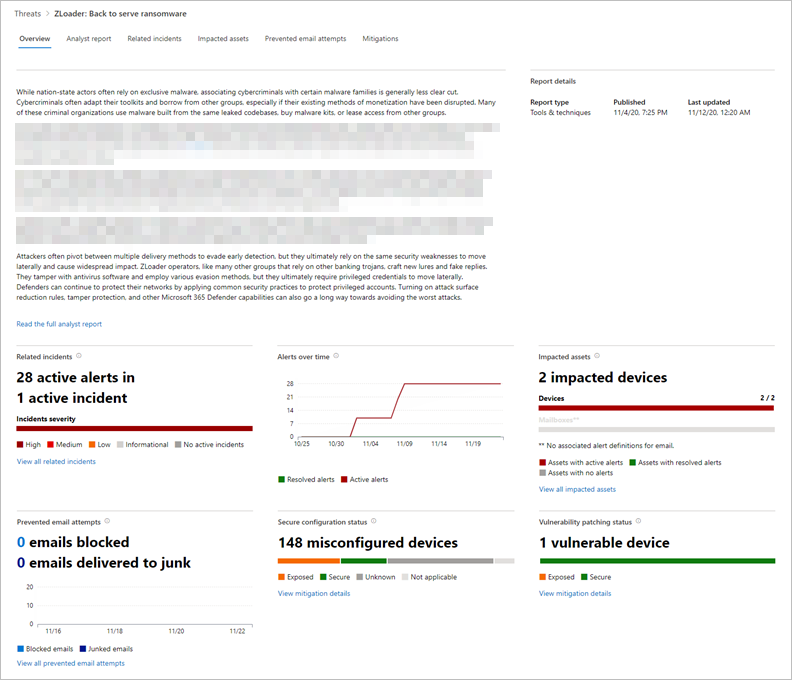 Threats > ZLoader: Back to serve ransomware
Overview Analyst report Related incidents Impacted assets Prevented email attempts Mitigations
While nation-state actors often rely on exclusive malware, associating cybercriminals with certain malware families is generally less clear cut.
Cybercriminals often adapt their toolkits and borrow from other groups, especially if their existing methods of monetization have been disrupted. Many
of these criminal organizations use malware built from the same leaked codebases, buy malware kits, or lease access from other groups.
Attackers often pivot between multiple delivery methods to evade early detection, but they ultimately rely on the same security weaknesses to move
laterally and cause widespread impact. ZLoader operators, like many other groups that rely on other banking trojans, craft new lures and fake replies.
They tamper with antivirus software and employ various evasion methods, but they ultimately require privileged credentials to move laterally.
Defenders can continue to protect their networks by applying common security practices to protect privileged accounts. Turning on attack surface
reduction rules, tamper protection, and other Microsoft 365 Defender capabilities can also go a long way towards avoiding the worst attacks.
Read the full analyst report
Report details
Report type Published Last updated
Tools & techniques 11/4/20, 7:25 PM 11/12/20, 12:20 AM
Related incidents
28 active alerts in
1 active incident
Incidents severity
High Medium Low Informational No active incidents
View all related incidents
Alerts over time
28
21
14
7
0
10/25 10/30 11/04 11/09 11/14 11/19
Resolved alerts Active alerts
Impacted assets
2 impacted devices
Devices 2 / 2
Mailboxes**
** No associated alert definitions for email.
Assets with active alerts Assets with resolved alerts
Assets with no alerts
View all impacted assets
Prevented email attempts
0 emails blocked
0 emails delivered to junk
20
10
0
11/16 11/18 11/20 11/22
Blocked emails Junked emails
View all prevented email attempts
Secure configuration status
148 misconfigured devices
Exposed Secure Unknown Not applicable
View mitigation details
Vulnerability patching status
1 vulnerable device
Exposed Secure
View mitigation details